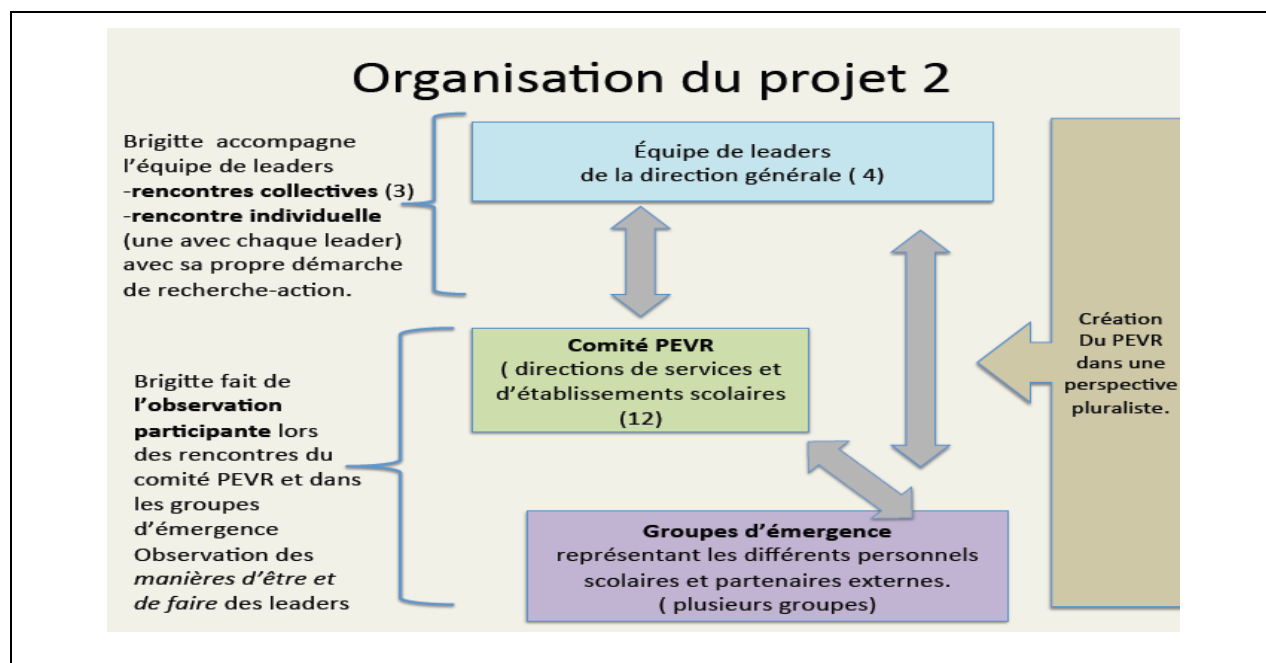 Organisation du projet 2
Brigitte accompagne
l'équipe de leaders
-rencontres collectives (3)
-rencontre individuelle
(une avec chaque leader)
avec sa propre démarche
de recherche-action.
Équipe de leaders
de la direction générale ( 4)
Comité PEVR
( directions de services et
d'établissements scolaires
(12)
Création
Du PEVR
dans une
perspective
pluraliste.
Brigitte fait de
l'observation
participante lors
des rencontres du
comité PEVR et dans
les groupes
d'émergence
Observation des
manières d'être et
de faire des leaders
Groupes d'émergence
représentant les différents personnels
scolaires et partenaires externes.
( plusieurs groupes)